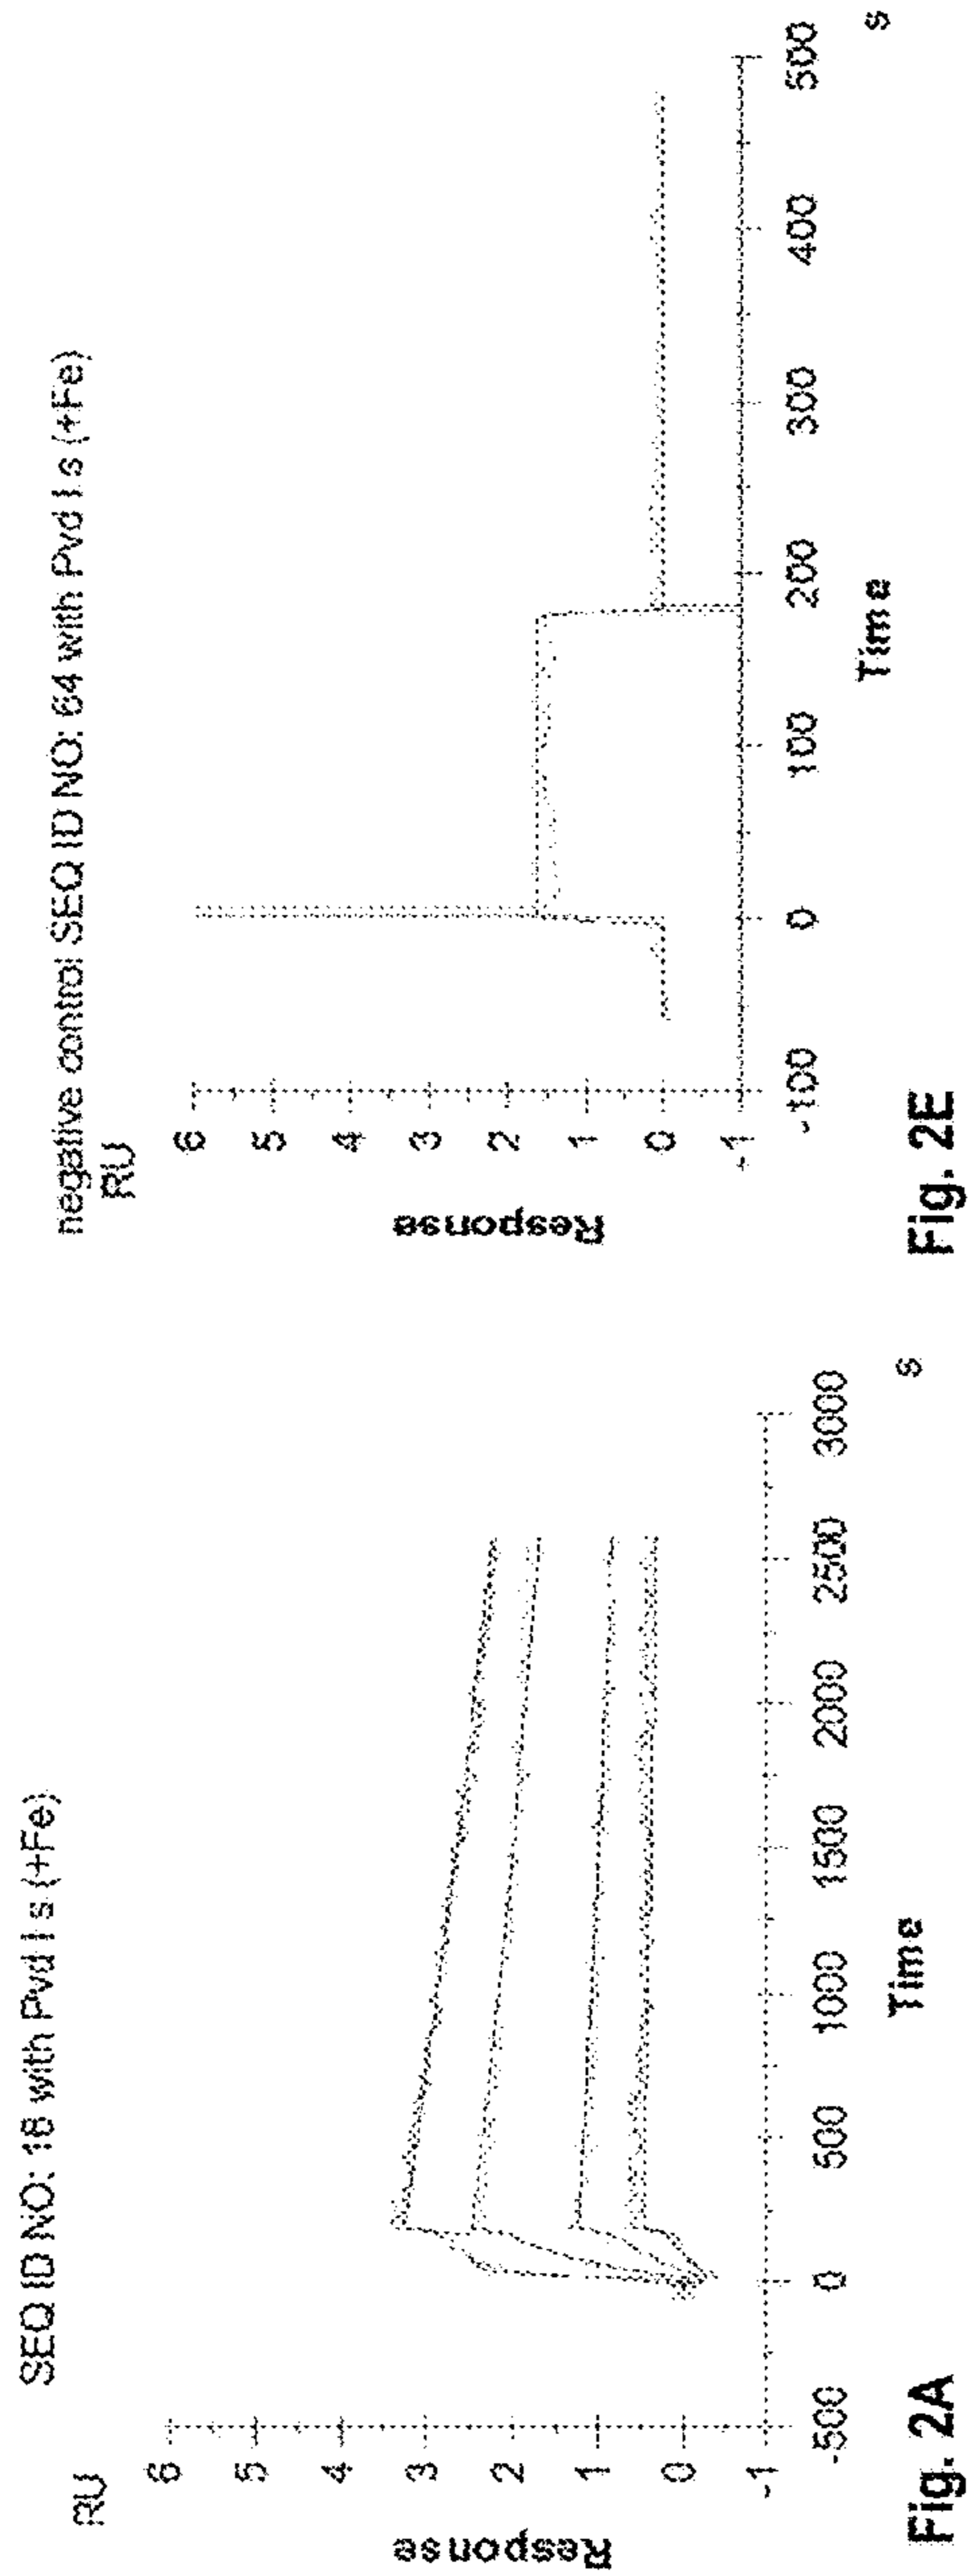 SEQ ID NO: 18 with Pvd I s (+Fe)
RU
6
5
4
3
2
1
0
-1
Response
-500
0
500
1000
1500
2000
2500
3000
Time
s
Fig. 2A
negative control SEQ ID NO: 64 with Pvd I s (+Fe)
RU
6
5
4
3
2
1
0
-1
Response
-100
0
100
200
300
400
500
Time
s
Fig. 2E